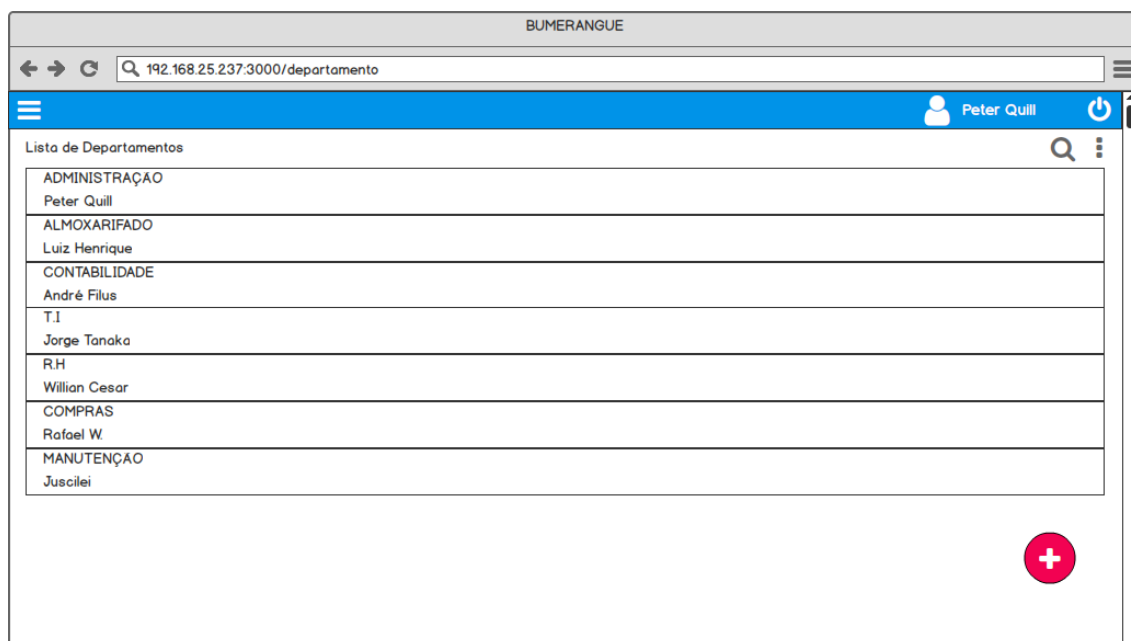 BUMERANGUE
192.168.25.237:3000/departamento
Peter Quill
Lista de Departamentos
ADMINISTRAÇÃO
Peter Quill
ALMOXARIFADO
Luiz Henrique
CONTABILIDADE
André Filus
T.I
Jorge Tanaka
R.H
Willian Cesar
COMPRAS
Rafael W.
MANUTENÇÃO
Juscilei